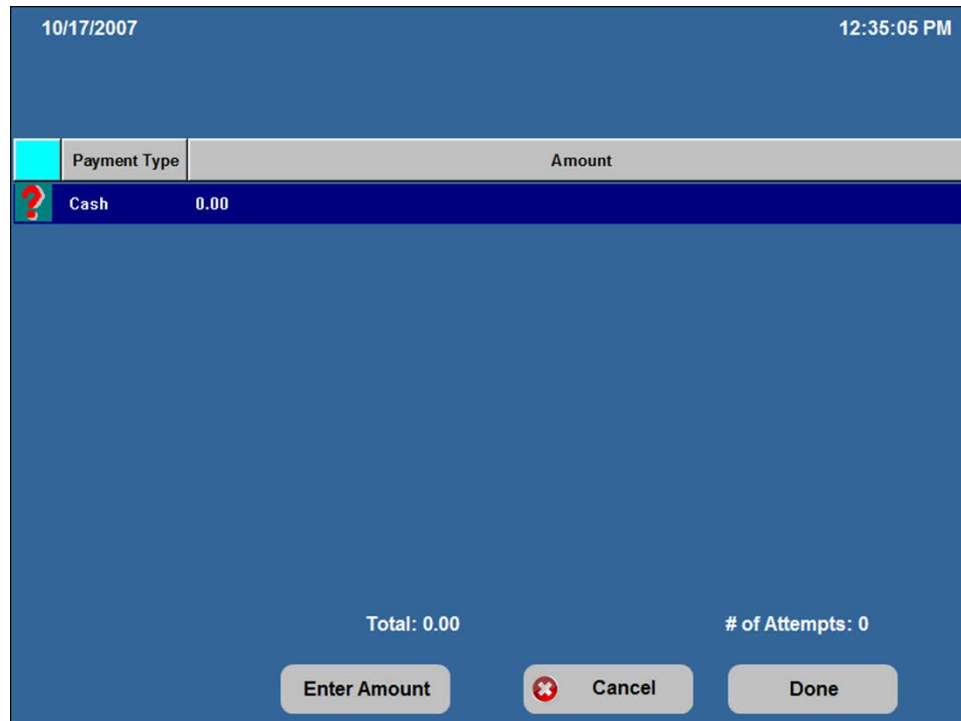 10/17/2007 12:35:05 PM
Payment Type Amount
? Cash 0.00
Total: 0.00 # of Attempts: 0
Enter Amount Cancel Done